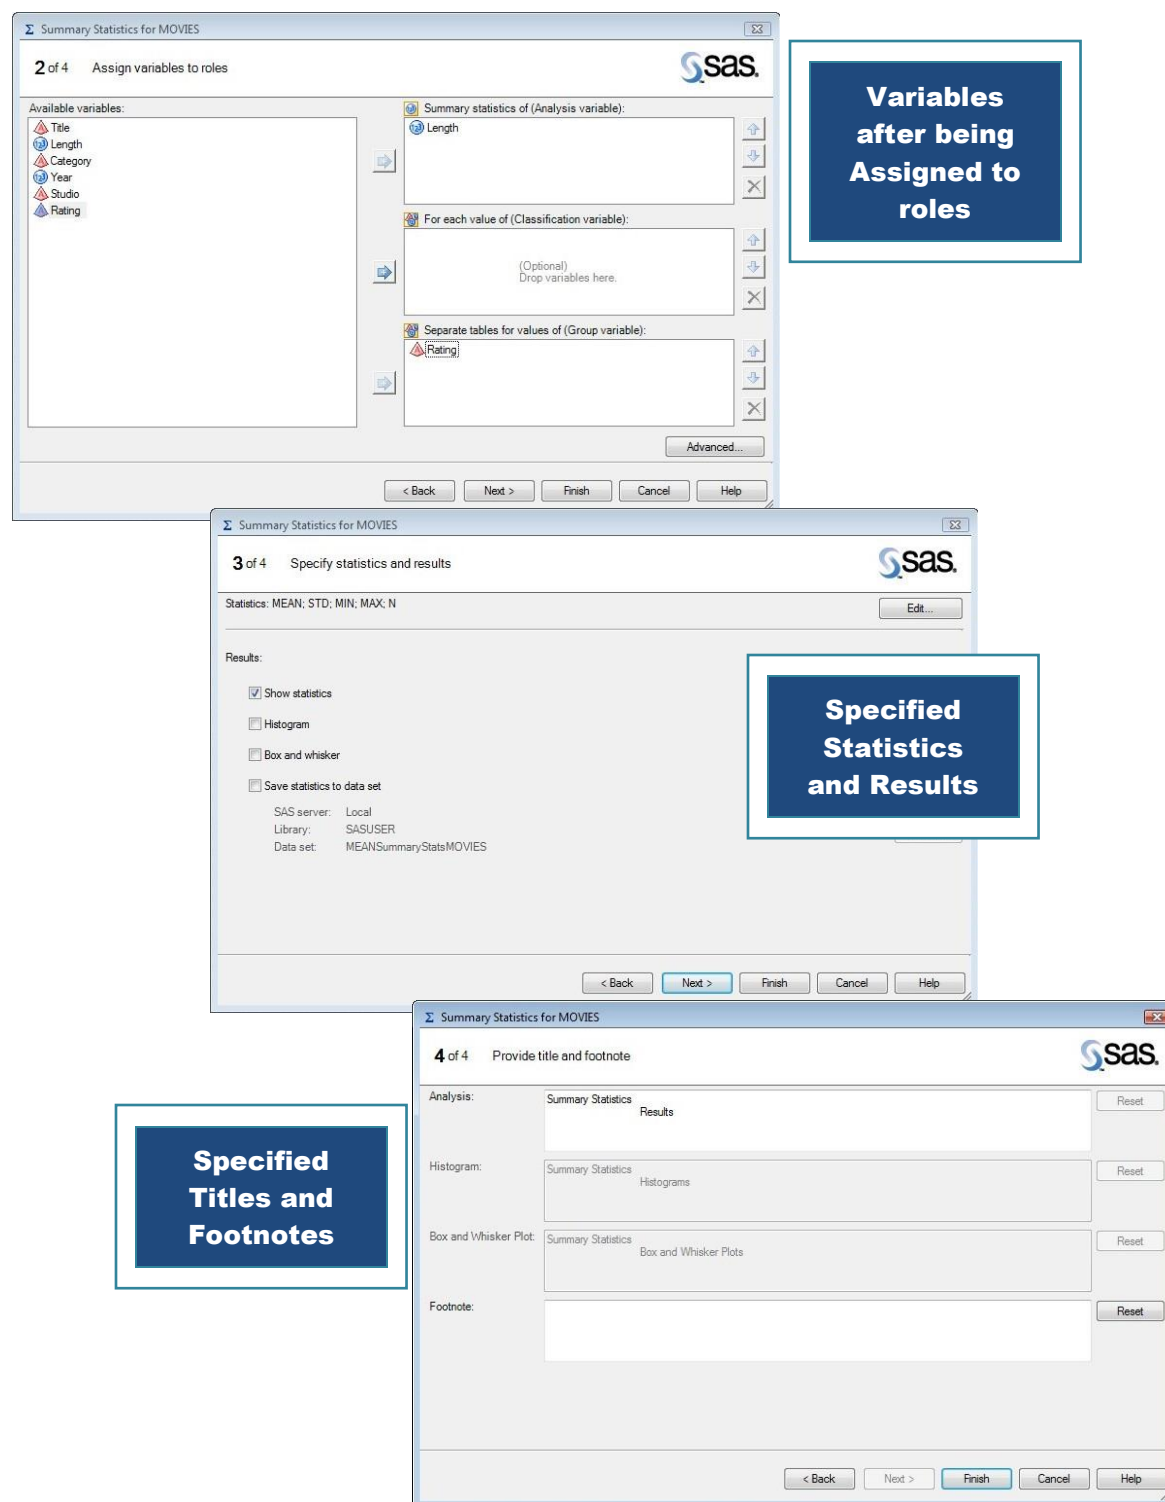 Σ Summary Statistics for MOVIES
2 of 4 Assign variables to roles
sas.
Available variables:
Title
Length
Category
Year
Studio
Rating
Summary statistics of (Analysis variable):
Length
For each value of (Classification variable):
(Optional)
Drop variables here.
Separate tables for values of (Group variable):
Rating
Advanced...
< Back Next > Finish Cancel Help
Variables
after being
Assigned to
roles
Σ Summary Statistics for MOVIES
3 of 4 Specify statistics and results
sas.
Statistics: MEAN; STD; MIN; MAX; N
Edit...
Results:
Show statistics
Histogram
Box and whisker
Save statistics to data set
SAS server: Local
Library: SASUSER
Data set: MEANSummaryStatsMOVIES
< Back Next > Finish Cancel Help
Specified
Statistics
and Results
Σ Summary Statistics for MOVIES
4 of 4 Provide title and footnote
sas.
Analysis: Summary Statistics
Results
Reset
Histogram: Summary Statistics
Histograms
Reset
Box and Whisker Plot: Summary Statistics
Box and Whisker Plots
Reset
Footnote:
Reset
< Back Next > Finish Cancel Help
Specified
Titles and
Footnotes